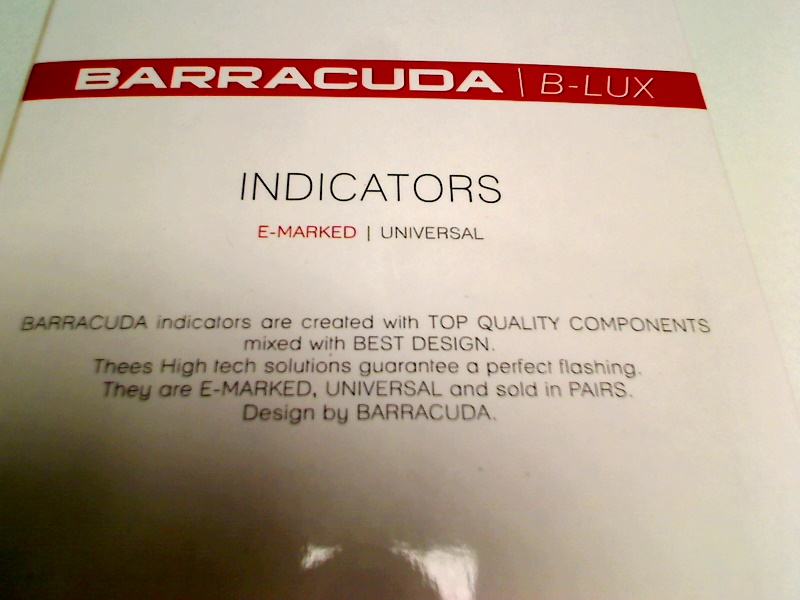 BARRACUDA | B-LUX
INDICATORS
E-MARKED | UNIVERSAL
BARRACUDA indicators are created with TOP QUALITY COMPONENTS
mixed with BEST DESIGN.
Thees High tech solutions guarantee a perfect flashing.
They are E-MARKED, UNIVERSAL and sold in PAIRS.
Design by BARRACUDA.